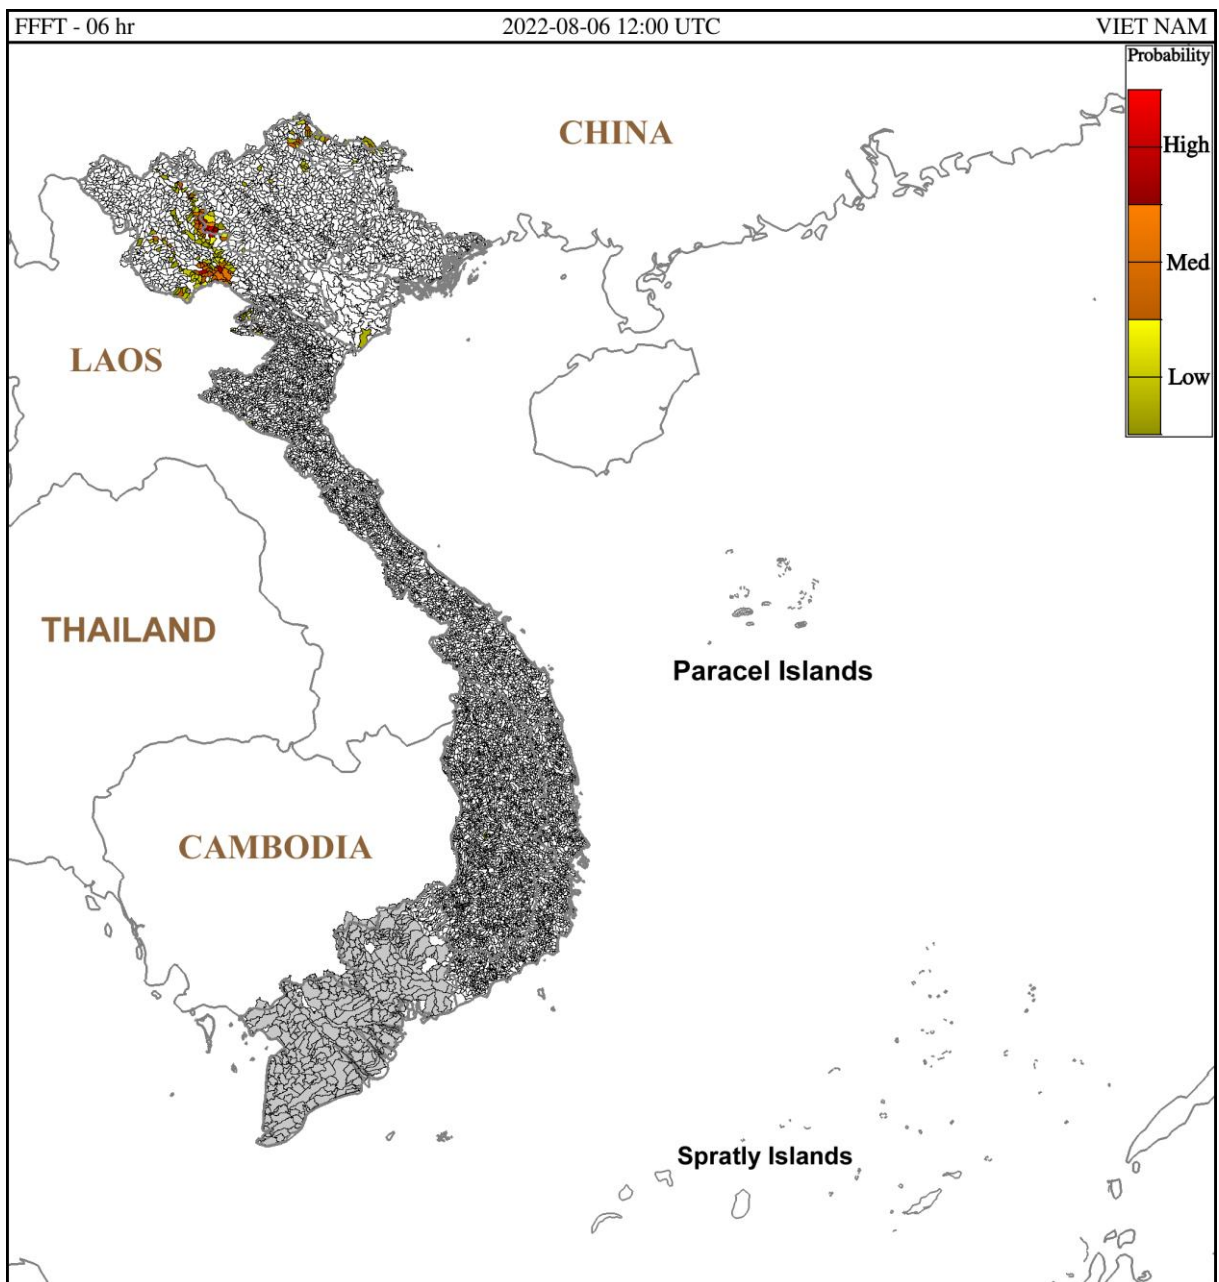 FFFT - 06 hr 2022-08-06 12:00 UTC VIET NAM
Probability
CHINA
High
Med
LAOS
Low
THAILAND
Paracel Islands
CAMBODIA
Spratly Islands